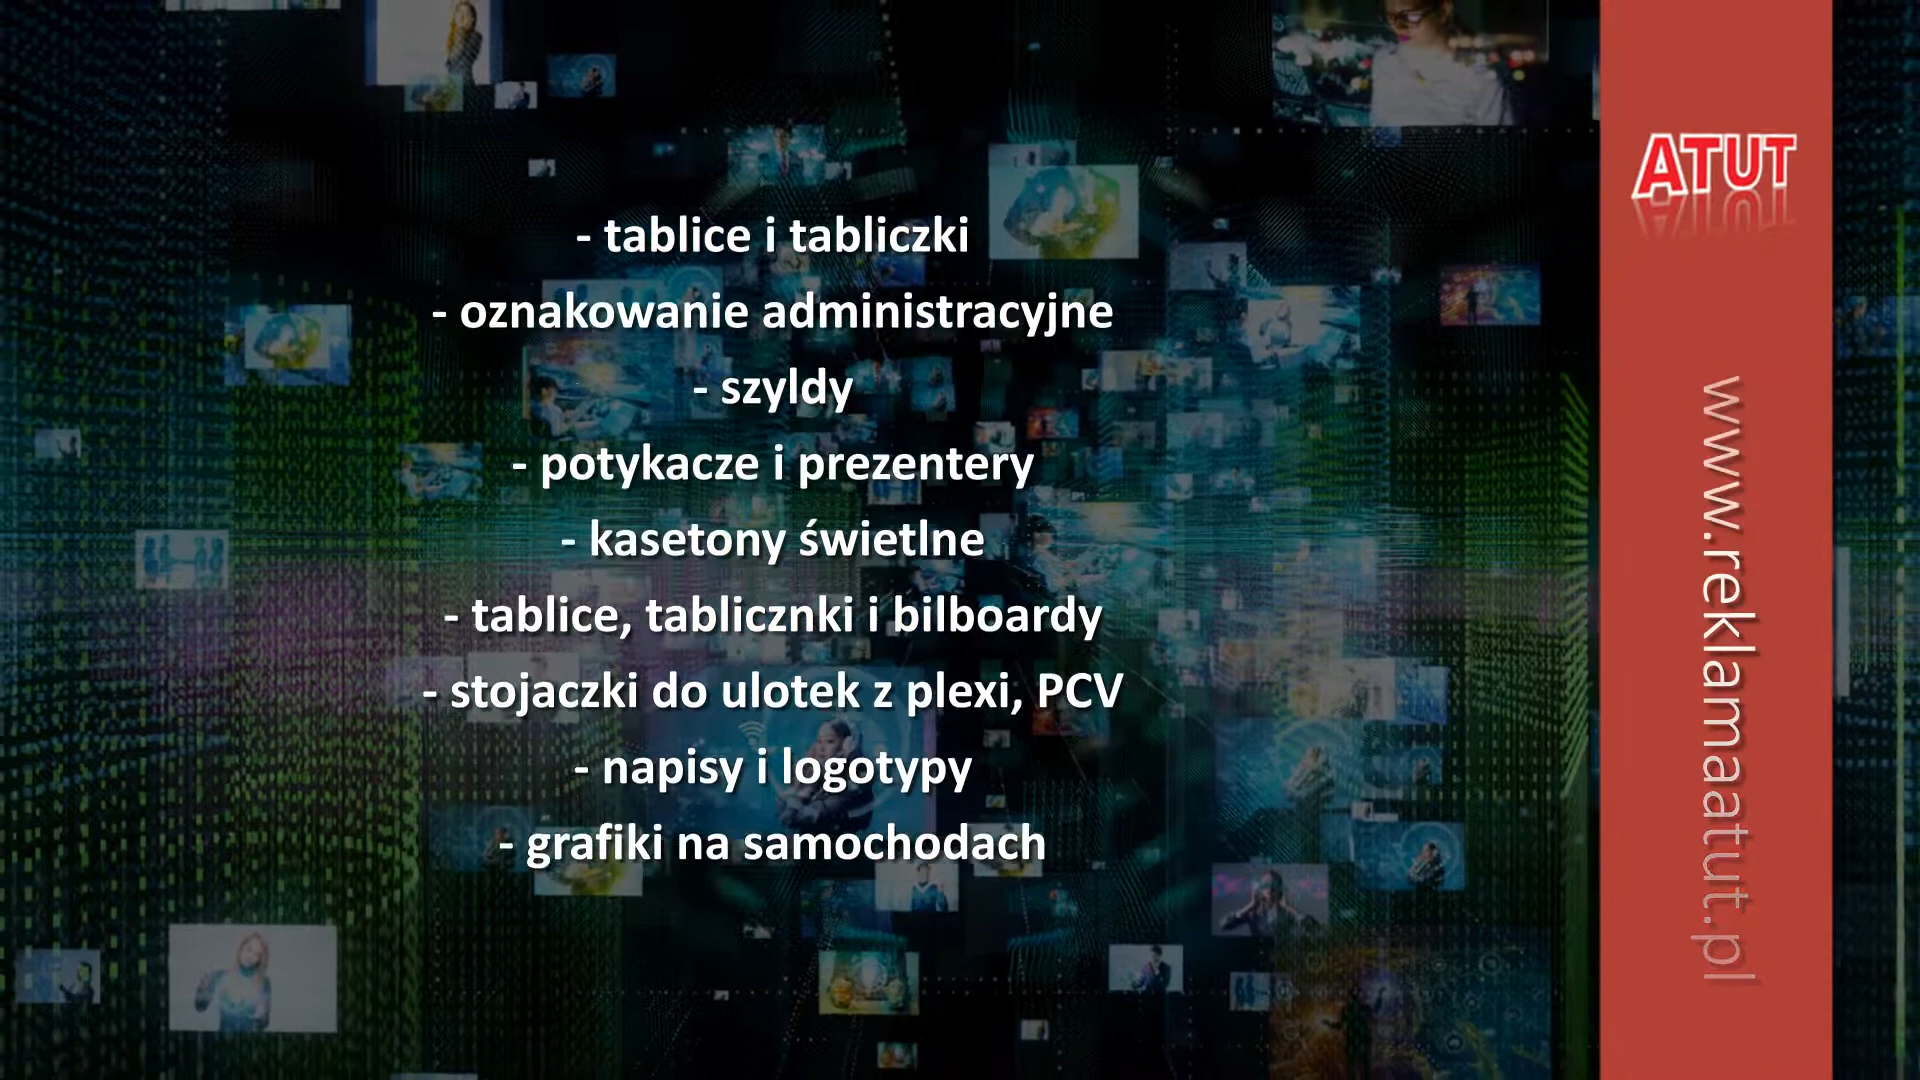 - tablice i tabliczki
- oznakowanie administracyjne
- szyldy
- potykacze i prezentery
- kasetony świetlne
- tablice, tablicznki i bilboardy
- stojaczki do ulotek z plexi, PCV
- napisy i logotypy
- grafiki na samochodach
ATUT
www.reklamaatut.pl